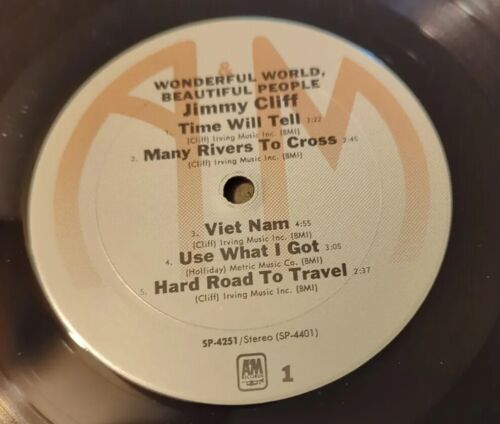 A&M
WONDERFUL WORLD,
BEAUTIFUL PEOPLE
Jimmy Cliff
1. Time Will Tell 7:22
(Cliff) Irving Music Inc. (BMI)
2. Many Rivers To Cross 2:45
(Cliff) Irving Music Inc. (BMI)
3. Viet Nam 4:55
(Cliff) Irving Music Inc. (BMI)
4. Use What I Got 3:05
(Holliday) Metric Music Co. (BMI)
5. Hard Road To Travel 2:37
(Cliff) Irving Music Inc. (BMI)
SP-4251/Stereo (SP-4401)
A&M
RECORDS
1